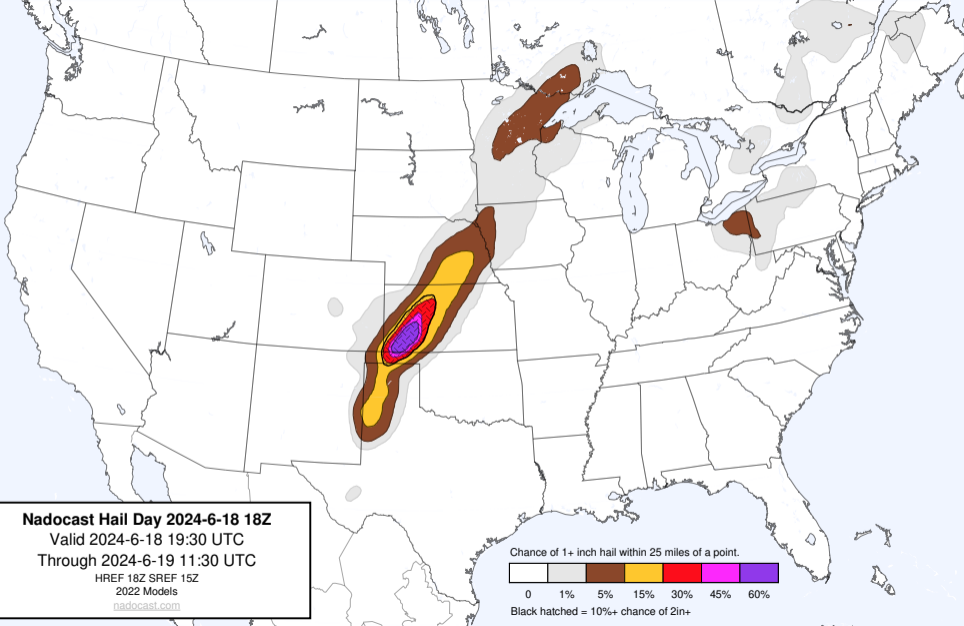 Nadocast Hail Day 2024-6-18 18Z
Valid 2024-6-18 19:30 UTC
Through 2024-6-19 11:30 UTC
HREF 18Z SREF 15Z
2022 Models
nadocast.com
Chance of 1+ inch hail within 25 miles of a point.
0 1% 5% 15% 30% 45% 60%
Black hatched = 10%+ chance of 2in+